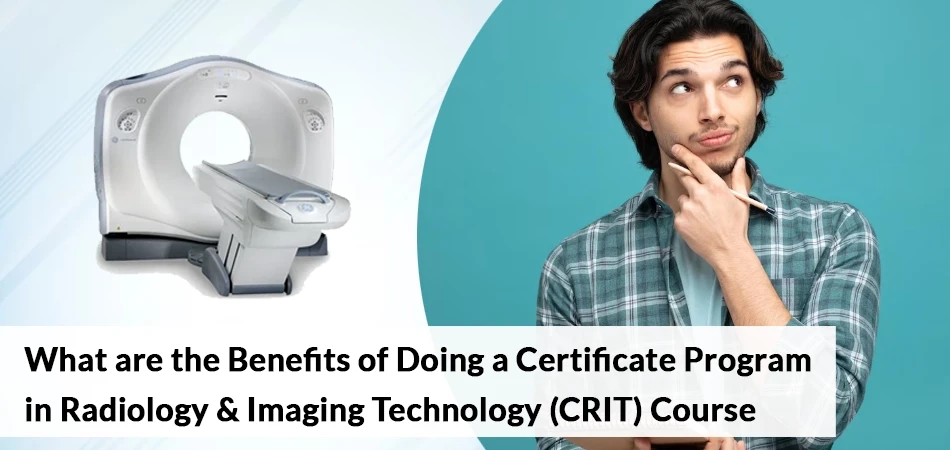 What are the Benefits of Doing a Certificate Program
in Radiology & Imaging Technology (CRIT) Course